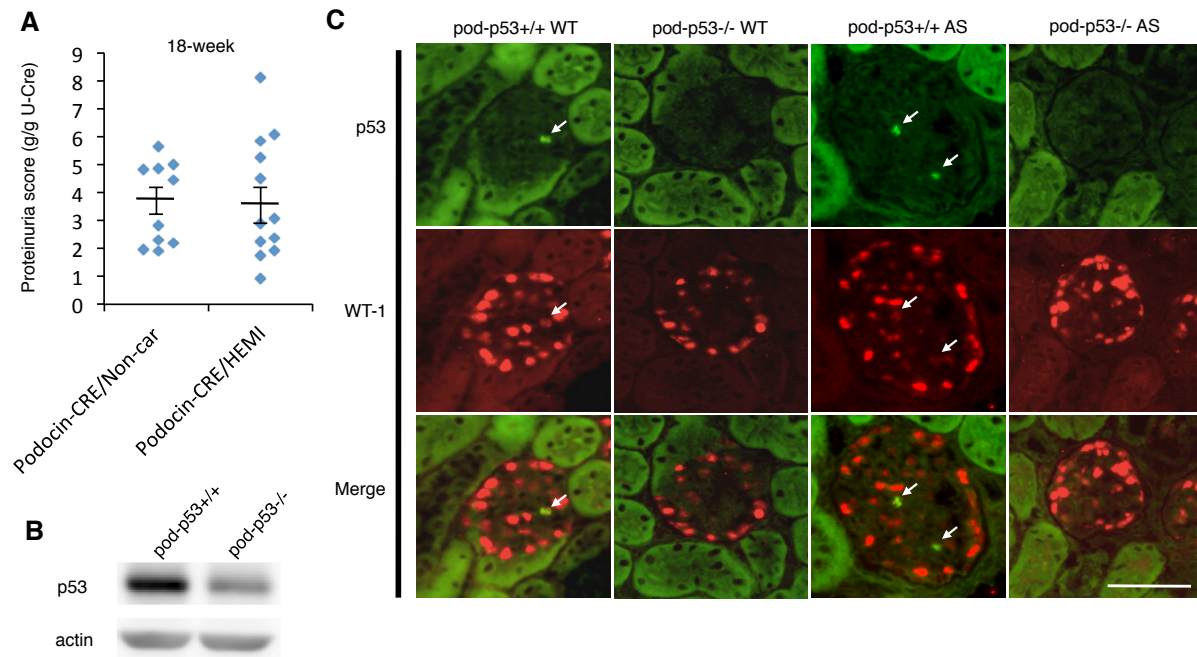 A
18-week
Proteinuria score (g/g U-Cre)
9
8
7
6
5
4
3
2
1
0
Podocin-CRE/Non-car
Podocin-CRE/HEMI
B
pod-p53+/+
pod-p53-/-
p53
actin
C
pod-p53+/+ WT
pod-p53-/- WT
pod-p53+/+ AS
pod-p53-/- AS
p53
WT-1
Merge